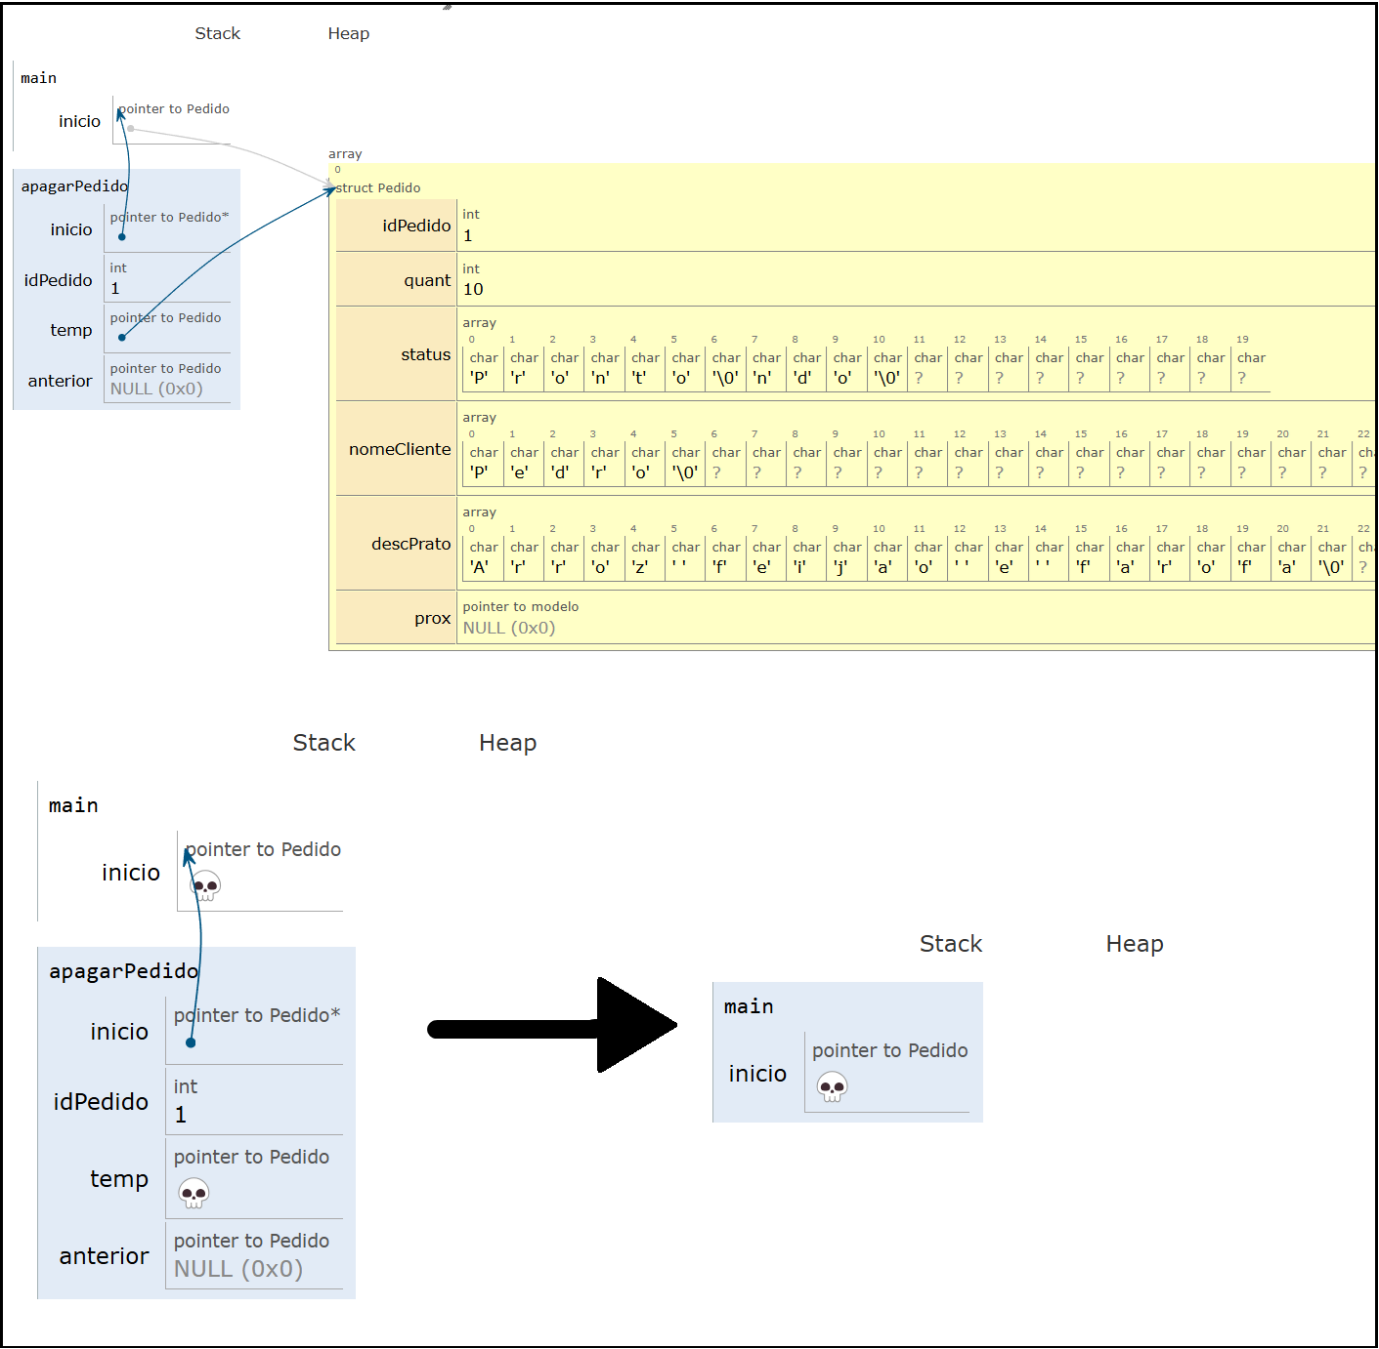 Stack Heap
main
inicio
pointer to Pedido
apagarPedido
inicio
pointer to Pedido*
idPedido
int
1
temp
pointer to Pedido
anterior
pointer to Pedido
NULL (0x0)
array
0
struct Pedido
idPedido
int
1
quant
int
10
status
array
0 1 2 3 4 5 6 7 8 9 10 11 12 13 14 15 16 17 18 19
char char char char char char char char char char char char char char char char char char char char
'P' 'r' 'o' 'n' 't' 'o' '\0' 'n' 'd' 'o' '\0' ? ? ? ? ? ? ? ? ?
nomeCliente
array
0 1 2 3 4 5 6 7 8 9 10 11 12 13 14 15 16 17 18 19 20 21 22
char char char char char char char char char char char char char char char char char char char char char char
'P' 'e' 'd' 'r' 'o' '\0' ? ? ? ? ? ? ? ? ? ? ? ? ? ? ? ? ?
descPrato
array
0 1 2 3 4 5 6 7 8 9 10 11 12 13 14 15 16 17 18 19 20 21 22
char char char char char char char char char char char char char char char char char char char char char char
'A' 'r' 'r' 'o' 'z' ' ' 'f' 'e' 'i' 'j' 'a' 'o' ' ' 'e' ' ' 'f' 'a' 'r' 'o' 'f' 'a' '\0' ?
prox
pointer to modelo
NULL (0x0)
Stack Heap
main
inicio
pointer to Pedido
apagarPedido
inicio
pointer to Pedido*
idPedido
int
1
temp
pointer to Pedido
anterior
pointer to Pedido
NULL (0x0)
Stack Heap
main
inicio
pointer to Pedido